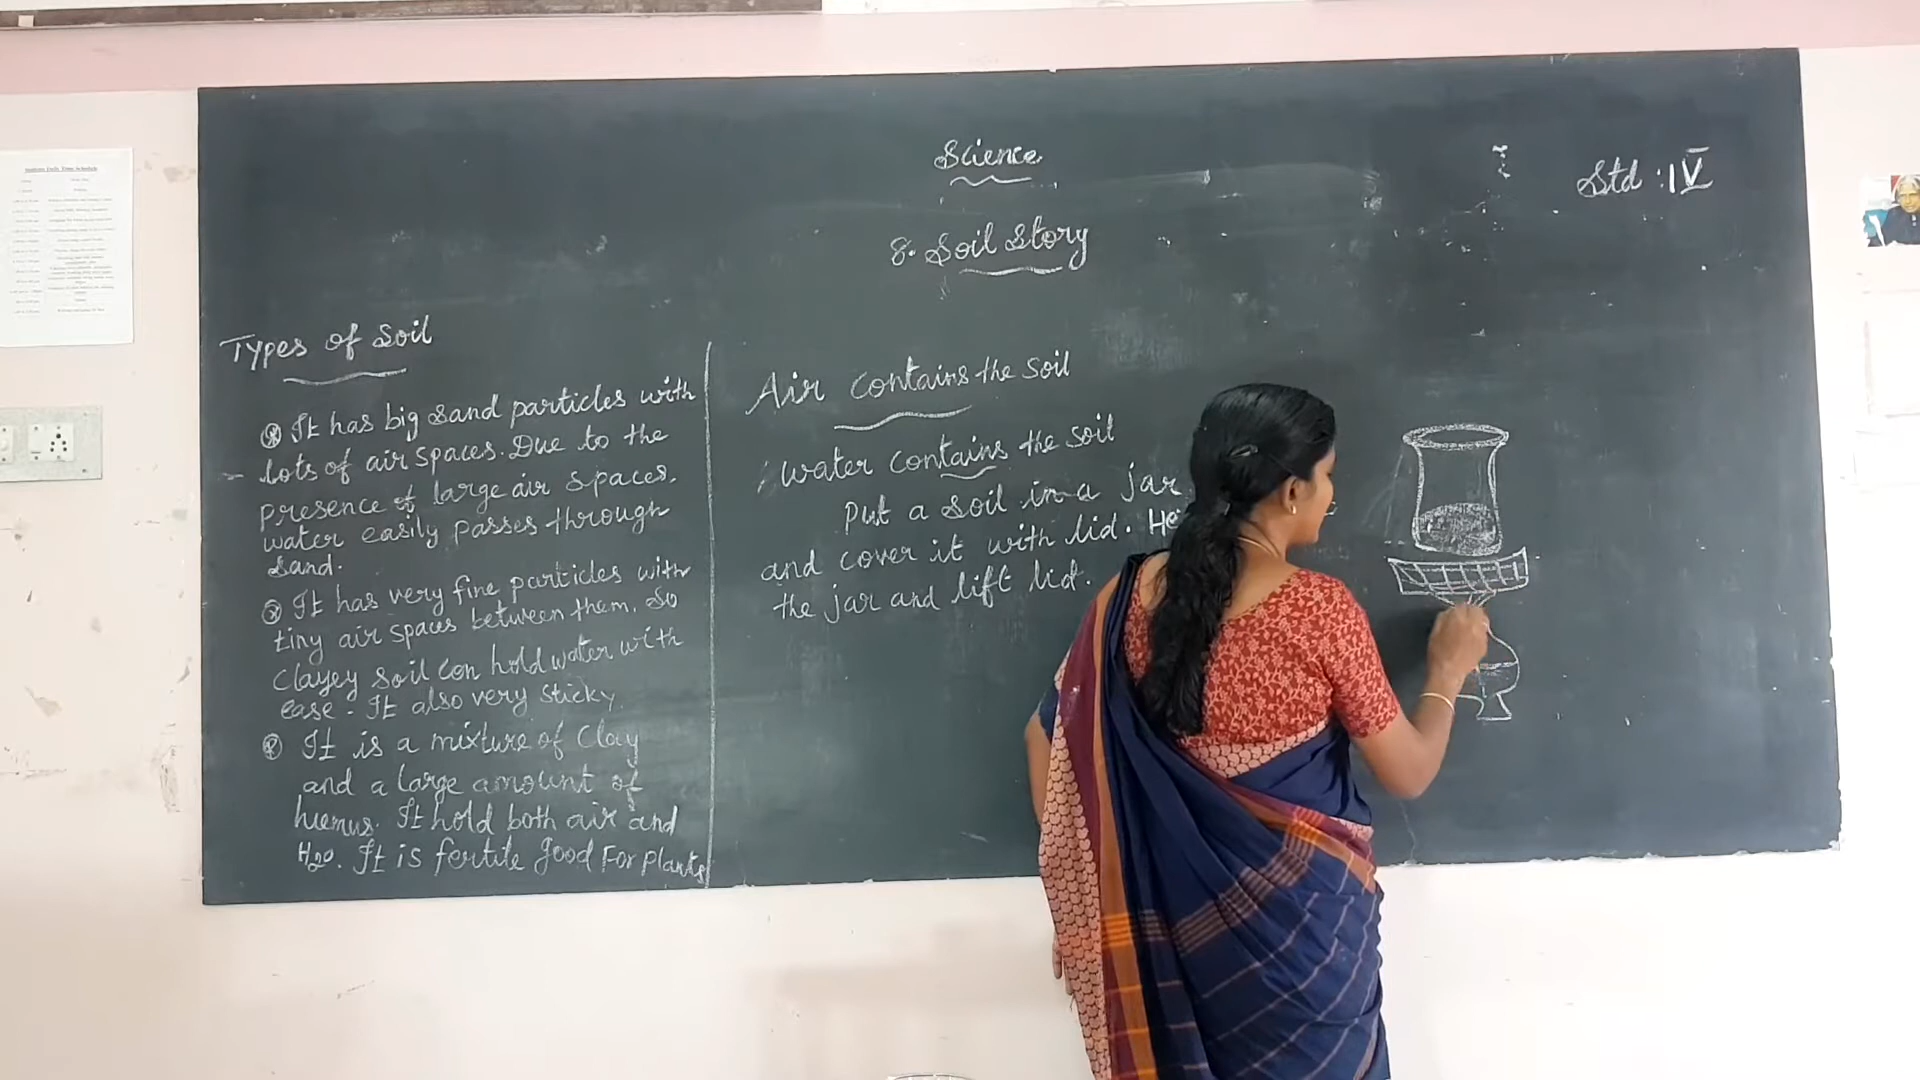 Science
Std : IV
8. Soil Story
Types of Soil
It has big sand particles with
lots of air spaces. Due to the
presence of large air spaces.
water easily passes through
sand.
It has very fine particles with
tiny air spaces between them. So
clayey soil can hold water with
ease. It also very sticky.
It is a mixture of clay
and a large amount of
humus. It hold both air and
H2O. It is fertile good For plants
Air contains the soil
water contains the soil
Put a soil in a jar
and cover it with lid.
the jar and lift lid.